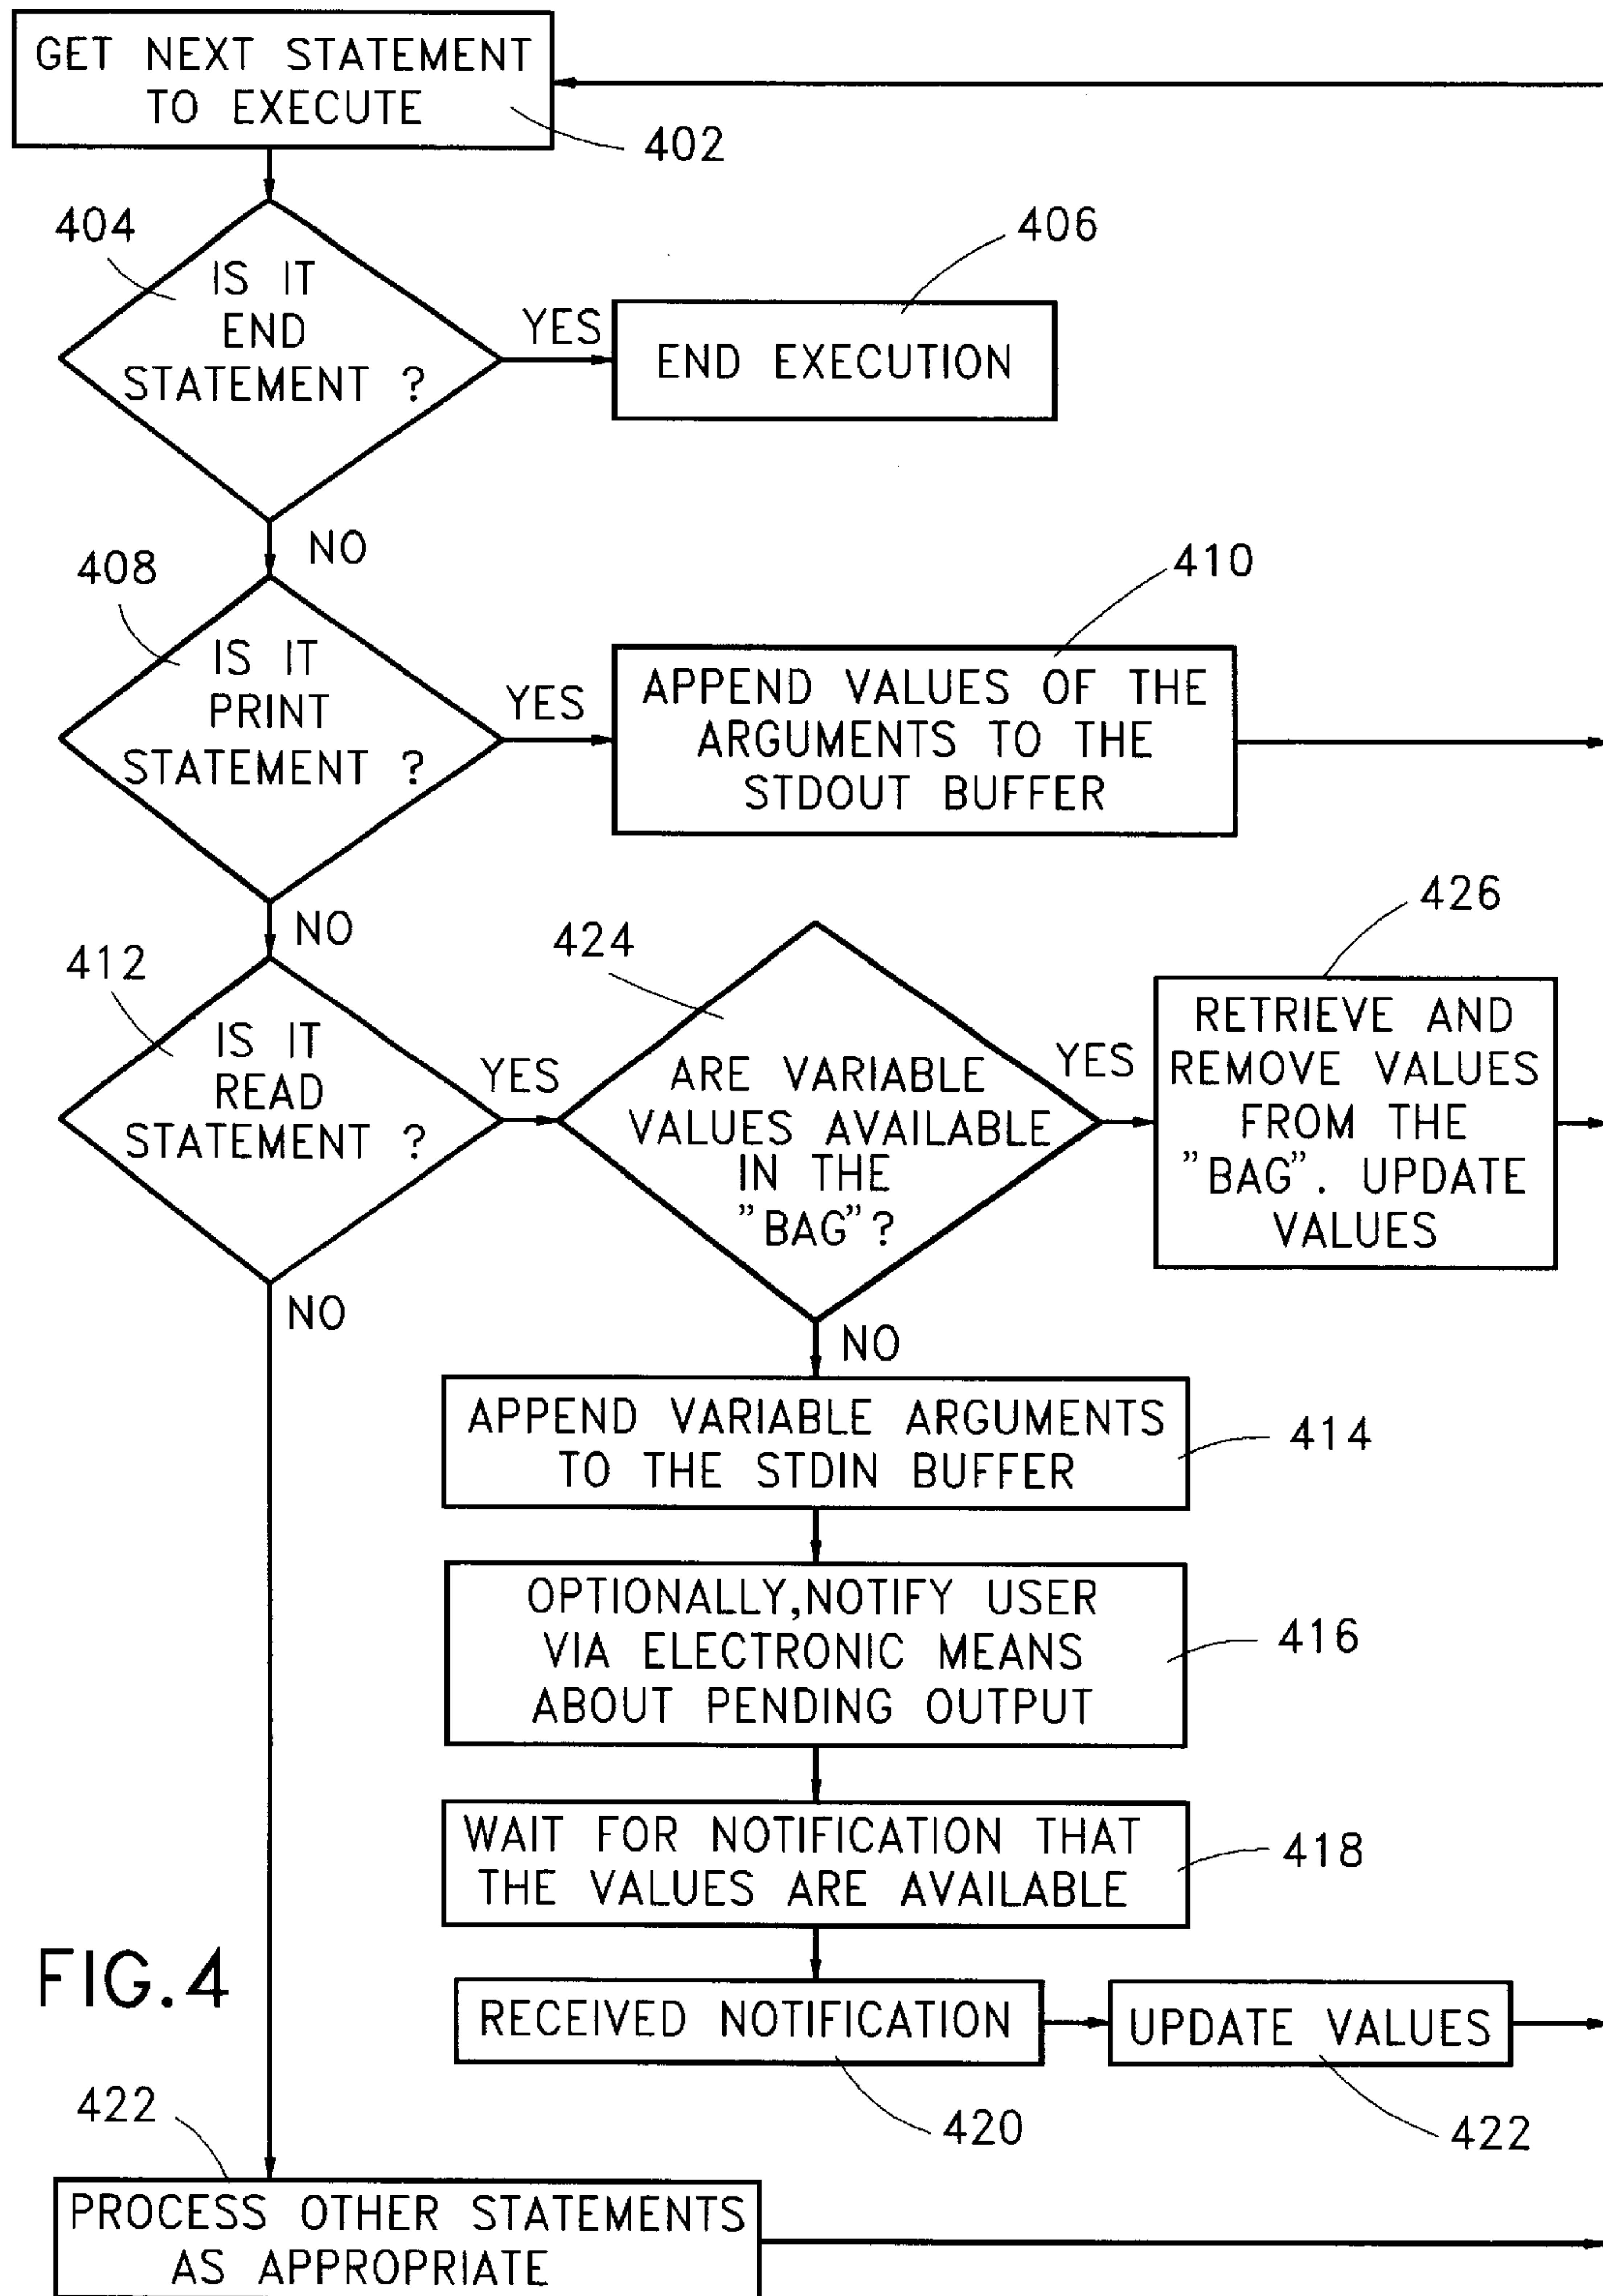 GET NEXT STATEMENT
TO EXECUTE
402
404
IS IT
END
STATEMENT ?
YES
406
END EXECUTION
NO
408
IS IT
PRINT
STATEMENT ?
YES
410
APPEND VALUES OF THE
ARGUMENTS TO THE
STDOUT BUFFER
NO
412
IS IT
READ
STATEMENT ?
YES
424
ARE VARIABLE
VALUES AVAILABLE
IN THE
"BAG"?
YES
426
RETRIEVE AND
REMOVE VALUES
FROM THE
"BAG". UPDATE
VALUES
NO
NO
APPEND VARIABLE ARGUMENTS
TO THE STDIN BUFFER
414
OPTIONALLY,NOTIFY USER
VIA ELECTRONIC MEANS
ABOUT PENDING OUTPUT
416
WAIT FOR NOTIFICATION THAT
THE VALUES ARE AVAILABLE
418
FIG.4
RECEIVED NOTIFICATION
420
UPDATE VALUES
422
422
PROCESS OTHER STATEMENTS
AS APPROPRIATE